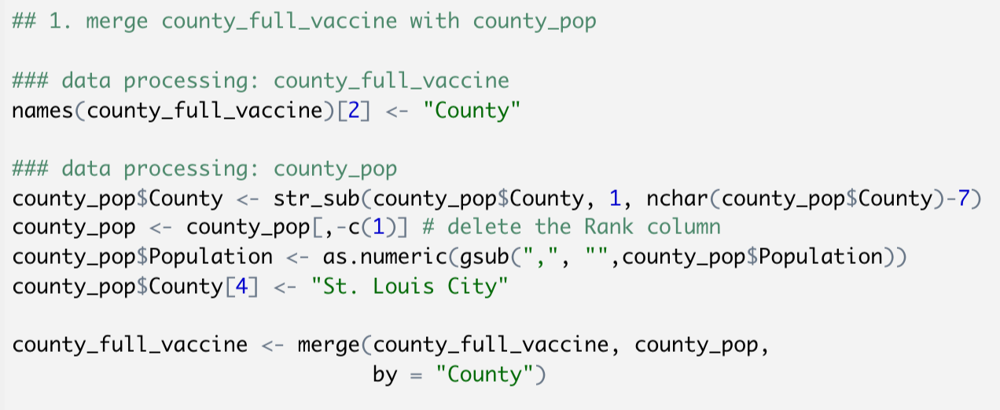 ## 1. merge county_full_vaccine with county_pop
### data processing: county_full_vaccine
names(county_full_vaccine)[2] <- "County"
### data processing: county_pop
county_pop$County <- str_sub(county_pop$County, 1, nchar(county_pop$County)-7)
county_pop <- county_pop[,-c(1)] # delete the Rank column
county_pop$Population <- as.numeric(gsub(",", "",county_pop$Population))
county_pop$County[4] <- "St. Louis City"
county_full_vaccine <- merge(county_full_vaccine, county_pop,
by = "County")